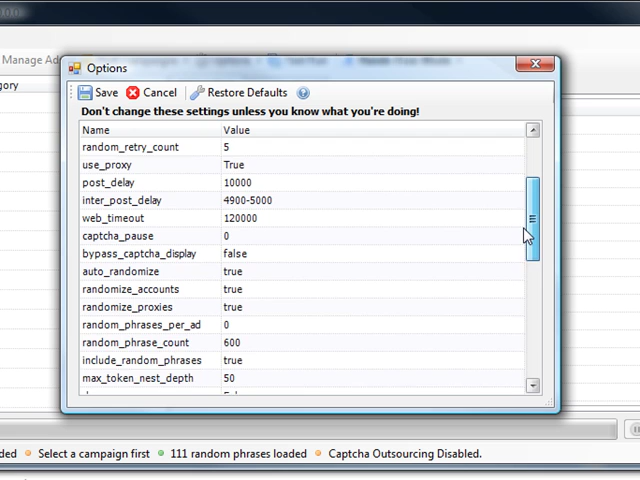 Manage Ad
gory
Options
Save Cancel Restore Defaults
Don't change these settings unless you know what you're doing!
Name Value
random_retry_count 5
use_proxy True
post_delay 10000
inter_post_delay 4900-5000
web_timeout 120000
captcha_pause 0
bypass_captcha_display false
auto_randomize true
randomize_accounts true
randomize_proxies true
random_phrases_per_ad 0
random_phrase_count 600
include_random_phrases true
max_token_nest_depth 50
ded Select a campaign first 111 random phrases loaded Captcha Outsourcing Disabled.